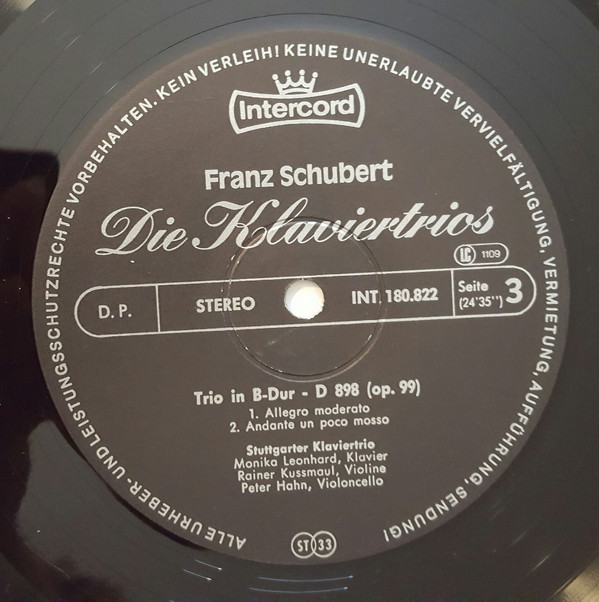 ALLE URHEBER- UND LEISTUNGSSCHUTZRECHTE VORBEHALTEN. KEIN VERLEIH! KEINE UNERLAUBTE VERVIELFÄLTIGUNG, VERMIETUNG, AUFFÜHRUNG, SENDUNG!
Intercord
Franz Schubert
Die Klaviertrios
LC 1109
D. P. STEREO INT. 180.822 Seite 3
(24'35'')
Trio in B-Dur - D 898 (op. 99)
1. Allegro moderato
2. Andante un poco mosso
Stuttgarter Klaviertrio
Monika Leonhard, Klavier
Rainer Kussmaul, Violine
Peter Hahn, Violoncello
ST 33